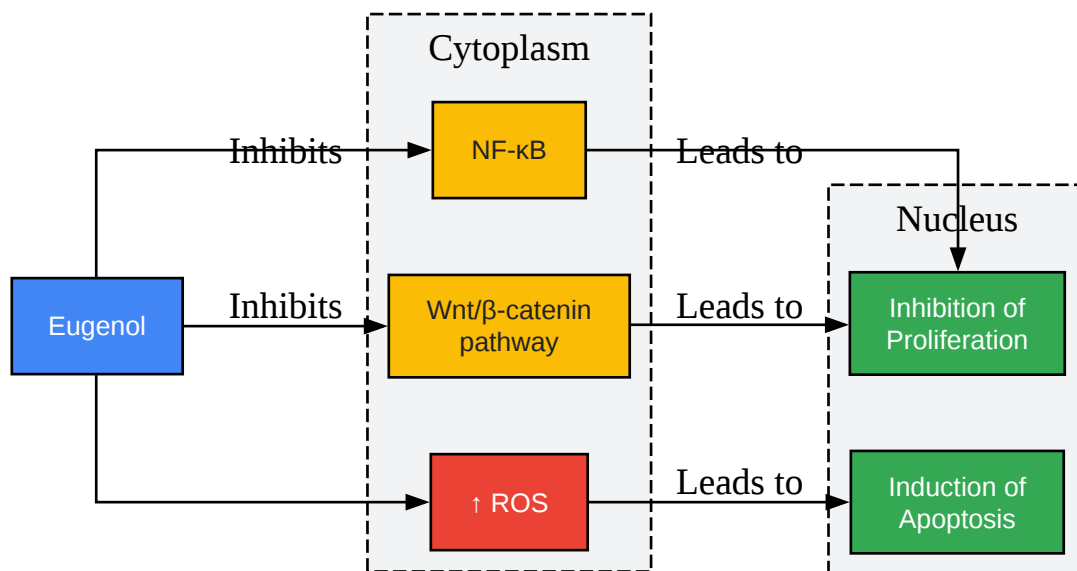 Cytoplasm
Inhibits
NF-κB
Leads to
Nucleus
Eugenol
Inhibits
Wnt/β-catenin
pathway
Leads to
Inhibition of
Proliferation
↑ ROS
Leads to
Induction of
Apoptosis